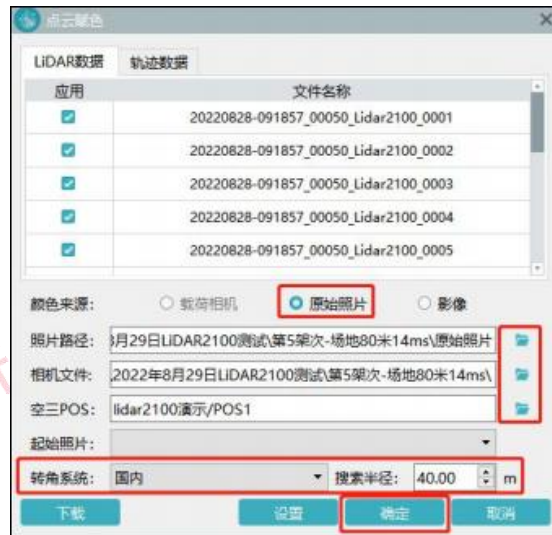 点云赋色
LiDAR数据 轨迹数据
应用 文件名称
20220828-091857_00050_Lidar2100_0001
20220828-091857_00050_Lidar2100_0002
20220828-091857_00050_Lidar2100_0003
20220828-091857_00050_Lidar2100_0004
20220828-091857_00050_Lidar2100_0005
颜色来源: 载荷相机 原始照片 影像
照片路径: 月29日LiDAR2100测试\第5架次-场地80米14ms\原始照片
相机文件: 2022年8月29日LiDAR2100测试\第5架次-场地80米14ms\
空三POS: lidar2100演示/POS1
起始照片:
转角系统: 国内 搜索半径: 40.00 m
下载 设置 确定 取消